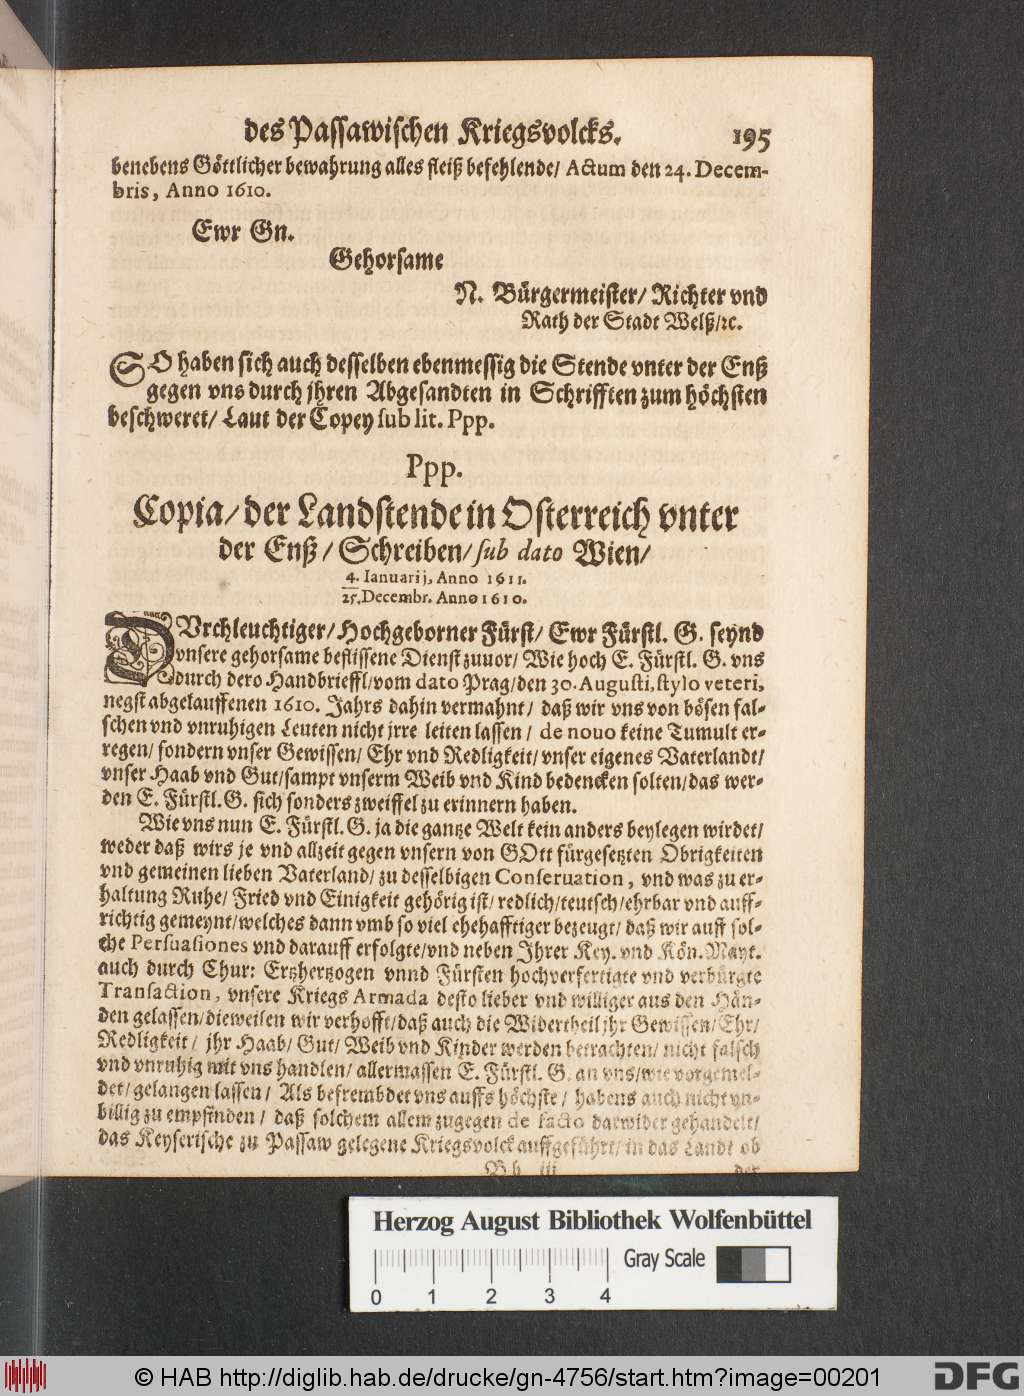 des Passawischen Kriegsvolcks. 195
benebens Göttlicher bewahrung alles fleiß befehlende/ Actum den 24. Decem-
bris, Anno 1610.
Ewr Gn.
Gehorsame
N. Bürgermeister/ Richter vnd
Rath der Stadt Welß/ꝛc.
SO haben sich auch desselben ebenmessig die Stende vnter der Enß
gegen vns durch jhren Abgesandten in Schrifften zum höchsten
beschweret/ Laut der Copey sub lit. Ppp.
Ppp.
Copia/ der Landstende in Osterreich vnter
der Enß/ Schreiben/ sub dato Wien/
4. Ianuarij, Anno 1611.
25. Decembr. Anno 1610.
DVrchleuchtiger/ Hochgeborner Fürst/ Ewr Fürstl. G. seynd
vnsere gehorsame beflissene Dienst zuuor/ Wie hoch E. Fürstl. G. vns
durch dero Handbrieffl/ vom dato Prag/ den 30. Augusti, stylo veteri,
negst abgelauffenen 1610. Jahrs dahin vermahnt/ daß wir vns von bösen fal-
schen vnd vnruhigen Leuten nicht jrre leiten lassen/ de nouo keine Tumult er-
regen/ sondern vnser Gewissen/ Ehr vnd Redligkeit/ vnser eigenes Vaterlandt/
vnser Haab vnd Gut/ sampt vnserm Weib vnd Kind bedencken solten/ das wer-
den E. Fürstl. G. sich sonders zweiffel zu erinnern haben.
Wie vns nun E. Fürstl. G. ja die gantze Welt kein anders beylegen wirdet/
weder daß wirs je vnd allzeit gegen vnsern von GOtt fürgesetzten Obrigkeiten
vnd gemeinen lieben Vaterland/ zu desselbigen Conseruation, vnd was zu er-
haltung Ruhe/ Fried vnd Einigkeit gehörig ist/ redlich/ teutsch/ ehrbar vnd auff-
richtig gemeynt/ welches dann vmb so viel ehehafftiger bezeugt/ daß wir auff sol-
che Persuasiones vnd darauff erfolgte/ vnd neben Ihrer Key. vnd Kön. Mayt.
auch durch Chur: Ertzhertzogen vnnd Fürsten hochverfertigte vnd verbürgte
Transaction, vnsere Kriegs Armada desto lieber vnd williger aus den Hän-
den gelassen/ dieweilen wir verhofft/ daß auch die Widertheil jhr Gewissen/ Ehr/
Redligkeit/ jhr Haab/ Gut/ Weib vnd Kinder werden betrachten/ nicht falsch
vnd vnruhig mit vns handlen/ allermassen E. Fürstl. G. an vns/ wie vorgemel-
det/ gelangen lassen/ Als befrembdet vns auffs höchste/ habens auch nicht vn-
billig zu empfinden/ daß solchem allem zugegen de facto darwider gehandelt/
das Keyserische zu Passaw gelegene Kriegsvolck auffgeführt/ in das Landt ob
Bb iij der
Herzog August Bibliothek Wolfenbüttel
Gray Scale
0 1 2 3 4
© HAB http://diglib.hab.de/drucke/gn-4756/start.htm?image=00201
DFG